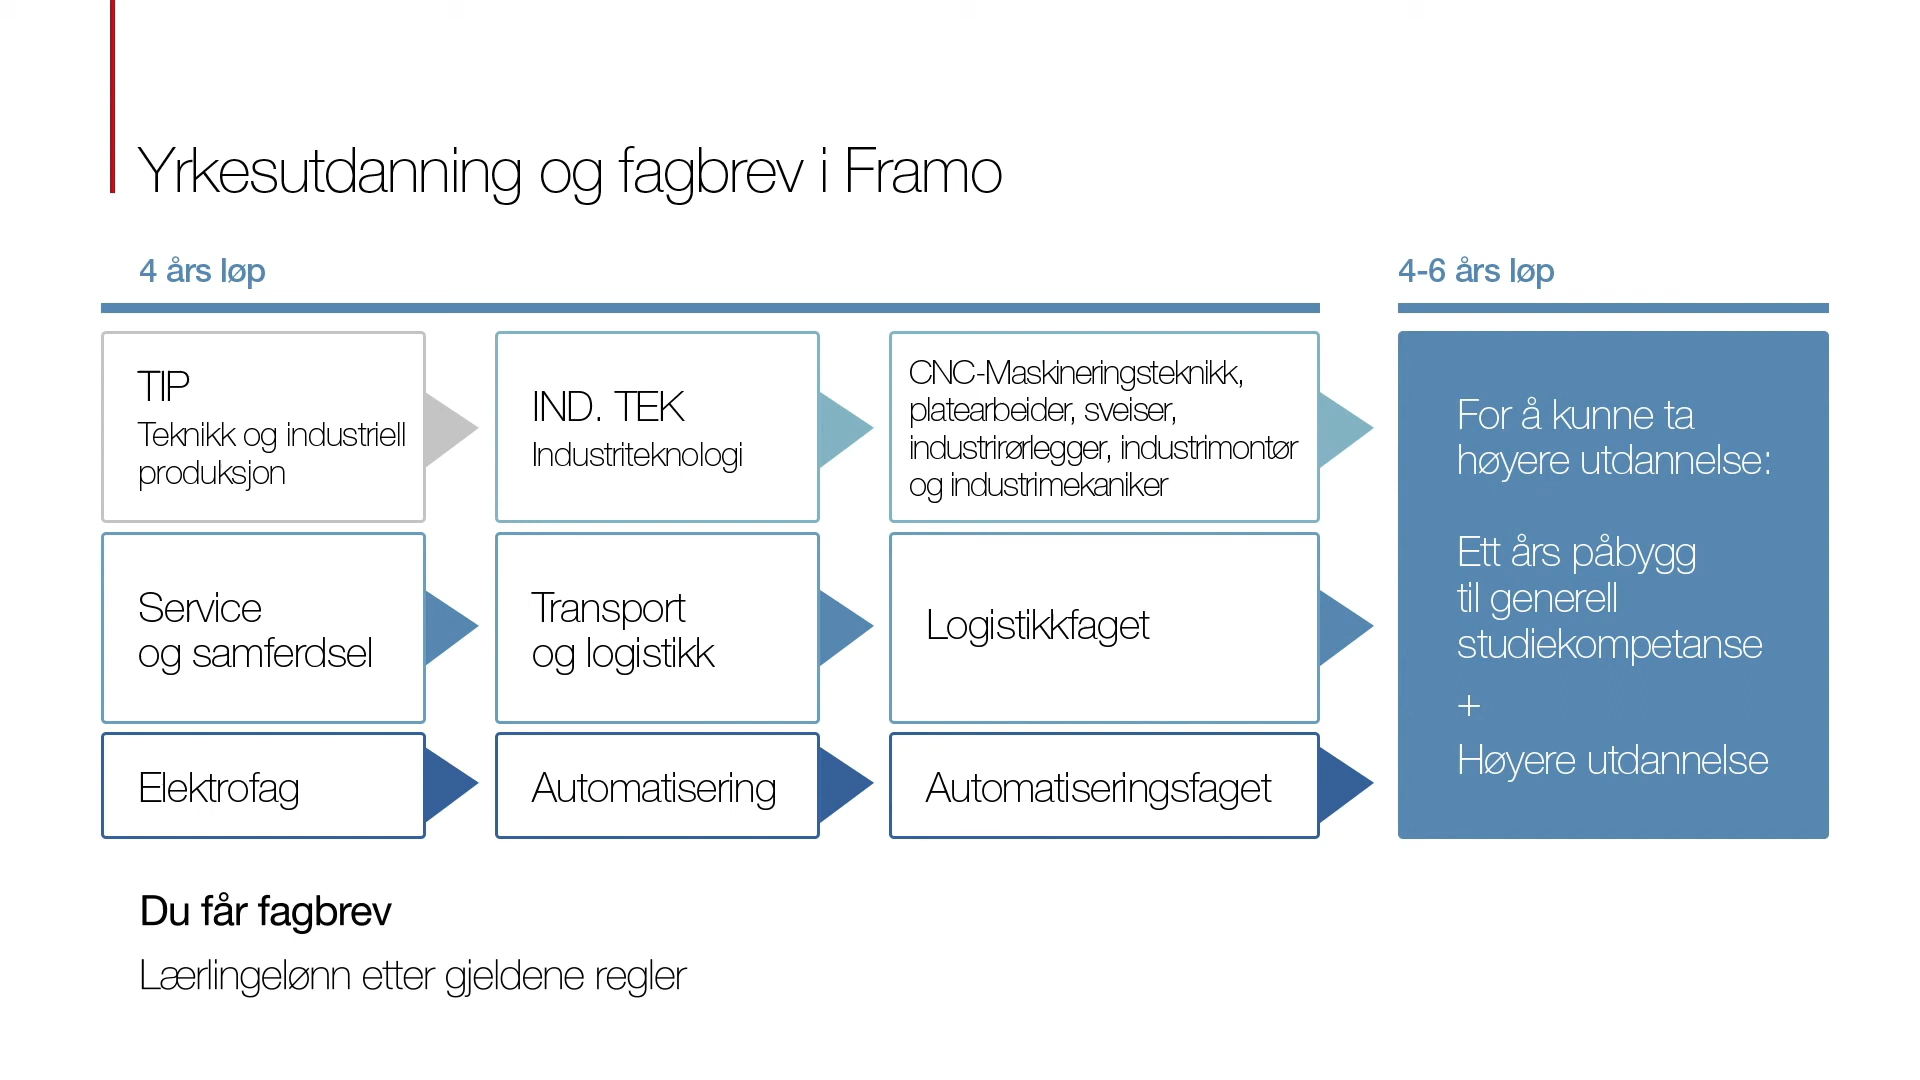 Yrkesutdanning og fagbrev i Framo
4 års løp
4-6 års løp
TIP
Teknikk og industriell
produksjon
IND. TEK
Industriteknologi
CNC-Maskineringsteknikk,
platearbeider, sveiser,
industrirørlegger, industrimontør
og industrimekaniker
Service
og samferdsel
Transport
og logistikk
Logistikkfaget
Elektrofag
Automatisering
Automatiseringsfaget
For å kunne ta
høyere utdannelse:
Ett års påbygg
til generell
studiekompetanse
+
Høyere utdannelse
Du får fagbrev
Lærlingelønn etter gjeldene regler